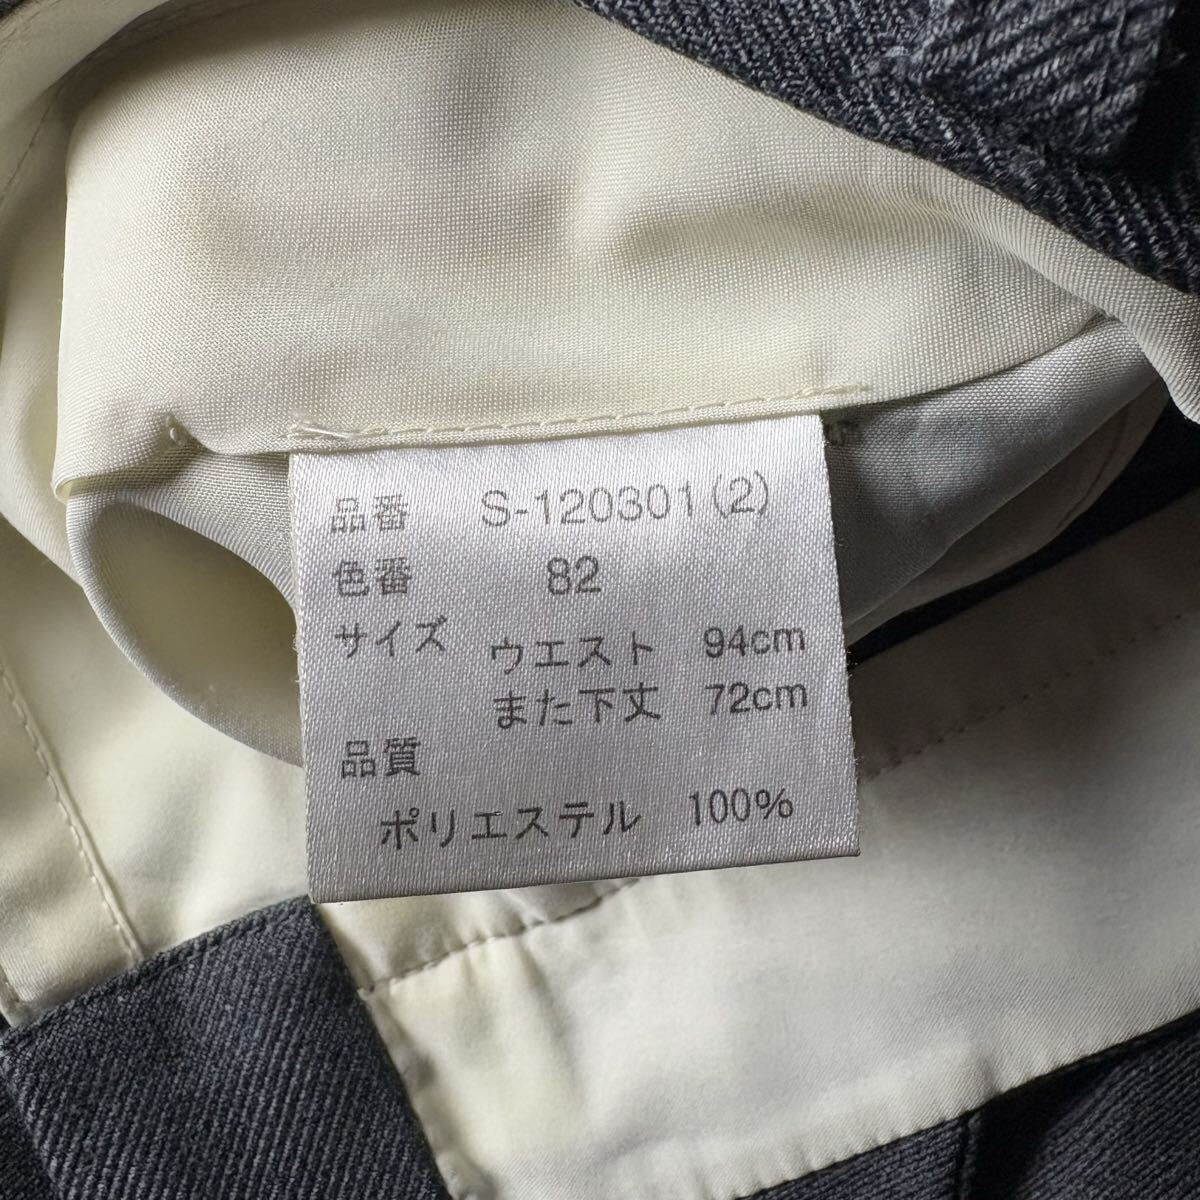 品番 S-120301(2)
色番 82
サイズ ウエスト 94cm
また下丈 72cm
品質
ポリエステル 100%